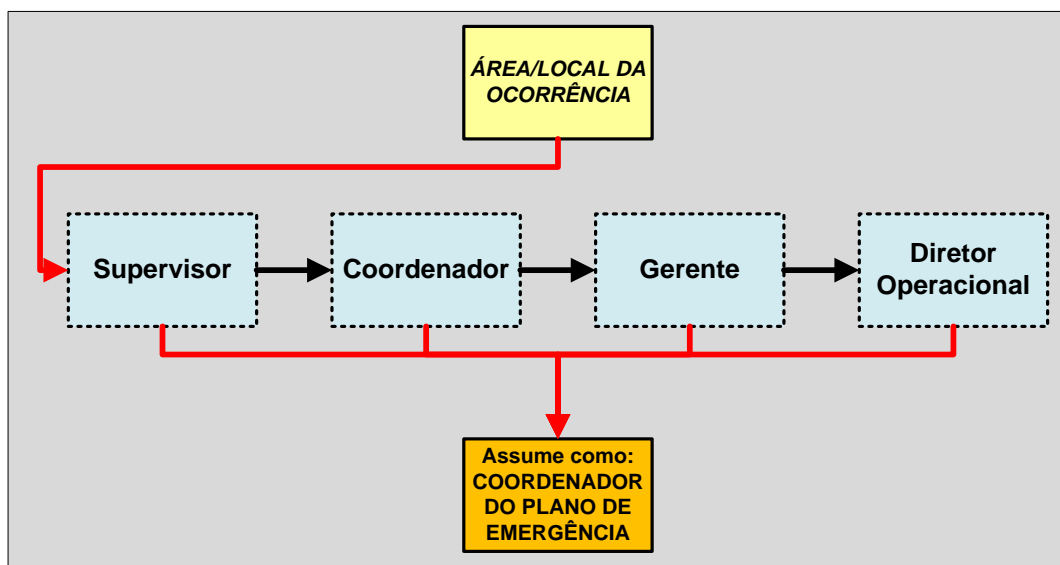 ÁREA/LOCAL DA
OCORRÊNCIA
Supervisor
Coordenador
Gerente
Diretor
Operacional
Assume como:
COORDENADOR
DO PLANO DE
EMERGÊNCIA